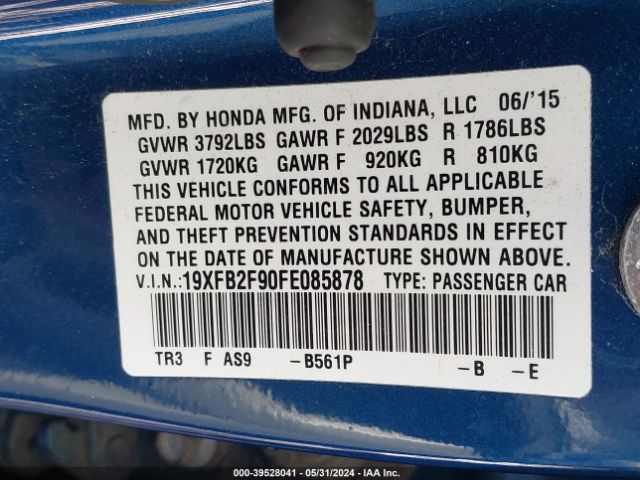 MFD. BY HONDA MFG. OF INDIANA, LLC 06/'15
GVWR 3792LBS GAWR F 2029LBS R 1786LBS
GVWR 1720KG GAWR F 920KG R 810KG
THIS VEHICLE CONFORMS TO ALL APPLICABLE
FEDERAL MOTOR VEHICLE SAFETY, BUMPER,
AND THEFT PREVENTION STANDARDS IN EFFECT
ON THE DATE OF MANUFACTURE SHOWN ABOVE.
V.I.N.:19XFB2F90FE085878 TYPE: PASSENGER CAR
TR3 F AS9 -B561P -B -E
000-39528041 - 05/31/2024 - IAA Inc.